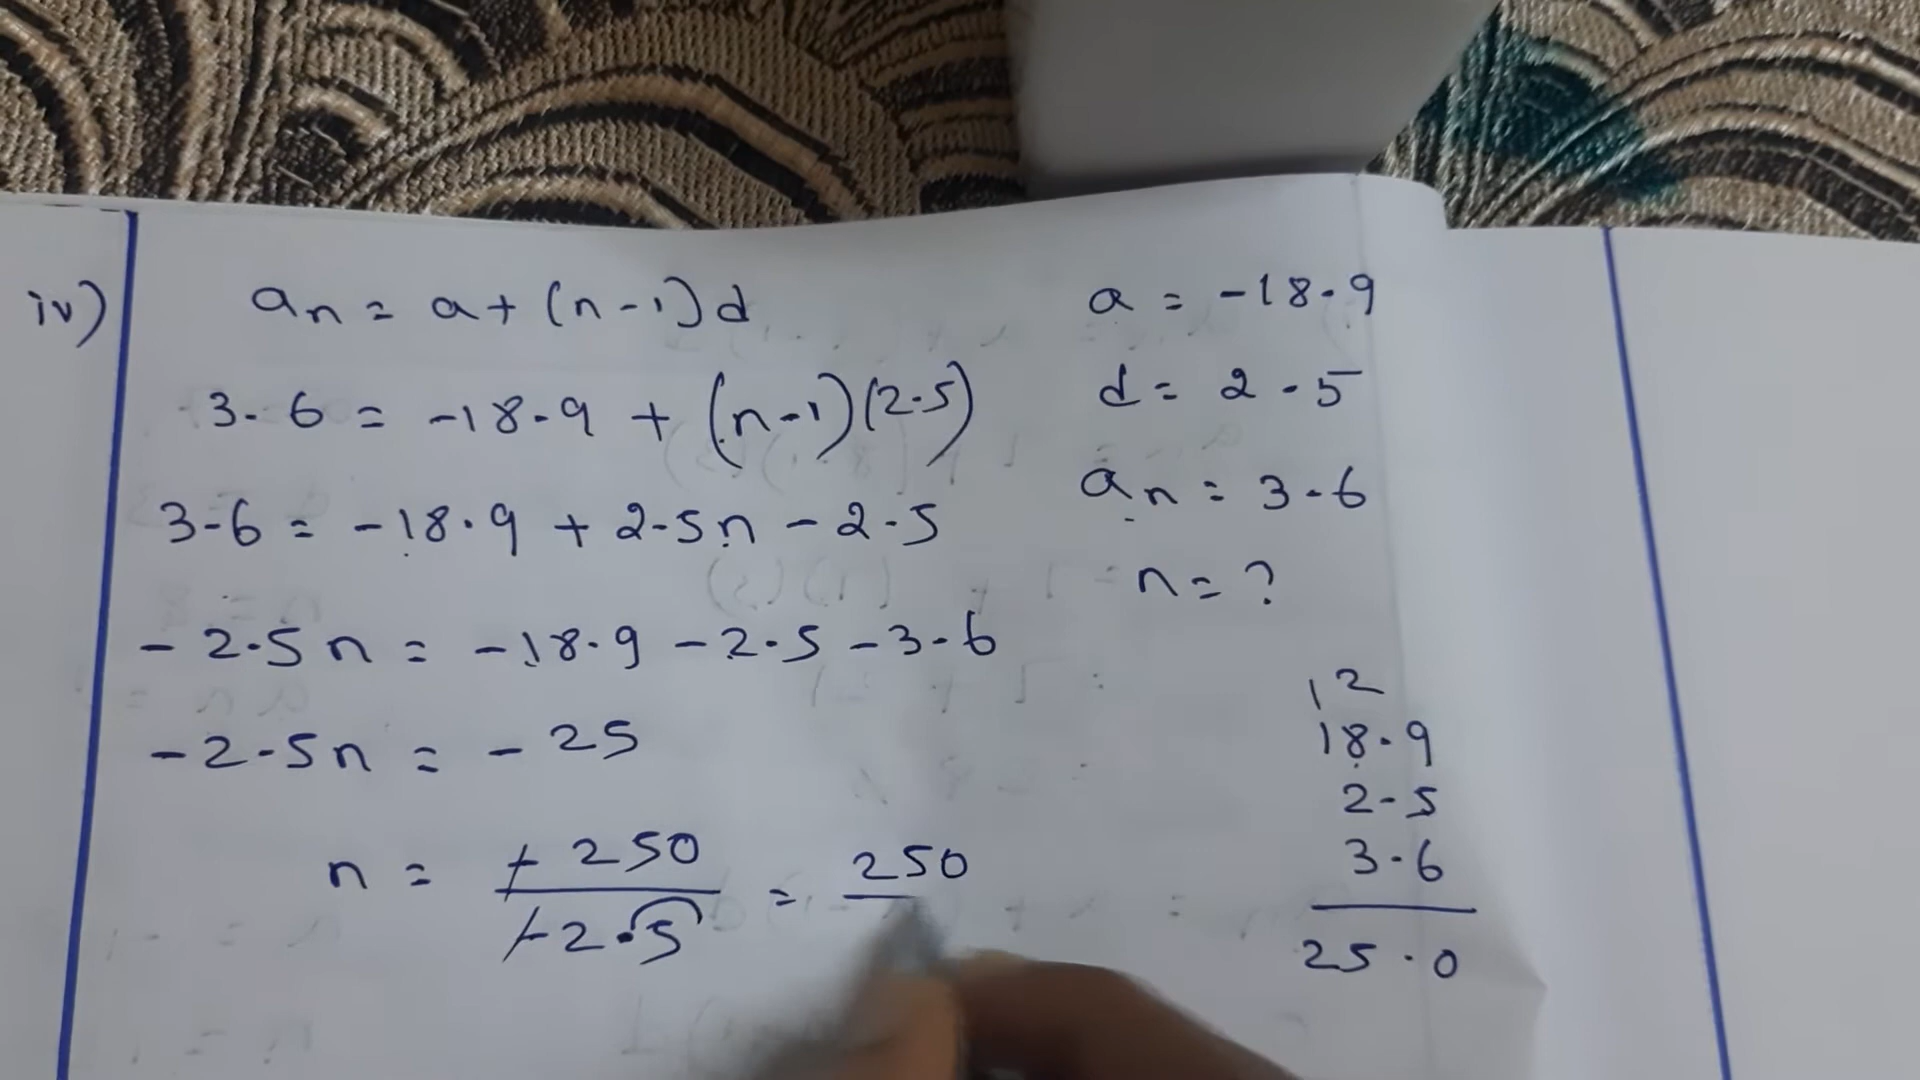 iv) an = a + (n-1)d
3.6 = -18.9 + (n-1)(2.5)
3.6 = -18.9 + 2.5n - 2.5
-2.5n = -18.9 - 2.5 - 3.6
-2.5n = -25
n = -250 / -2.5 = 250
a = -18.9
d = 2.5
an = 3.6
n = ?
12
18.9
2.5
3.6
25.0